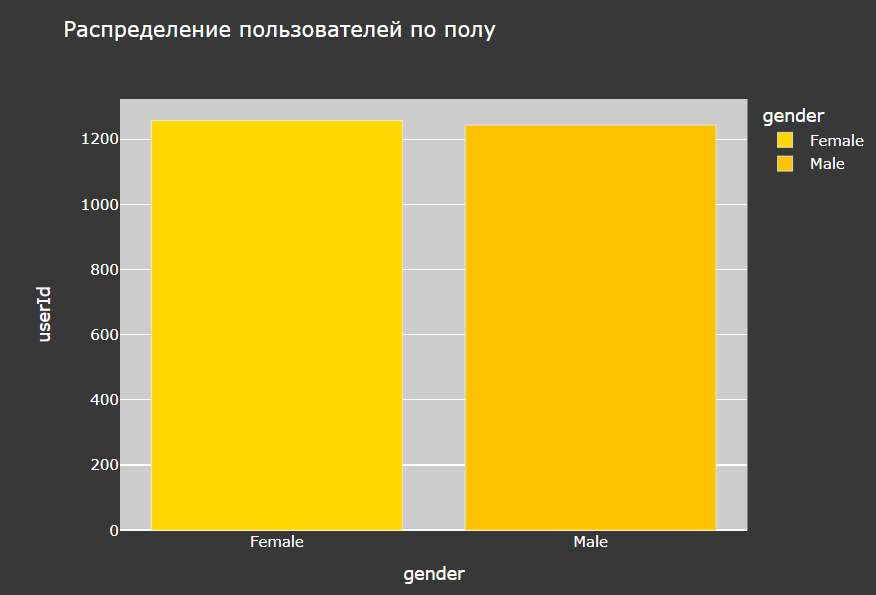 Распределение пользователей по полу
gender
Female
Male
1200
1000
800
600
400
200
0
userId
Female
Male
gender